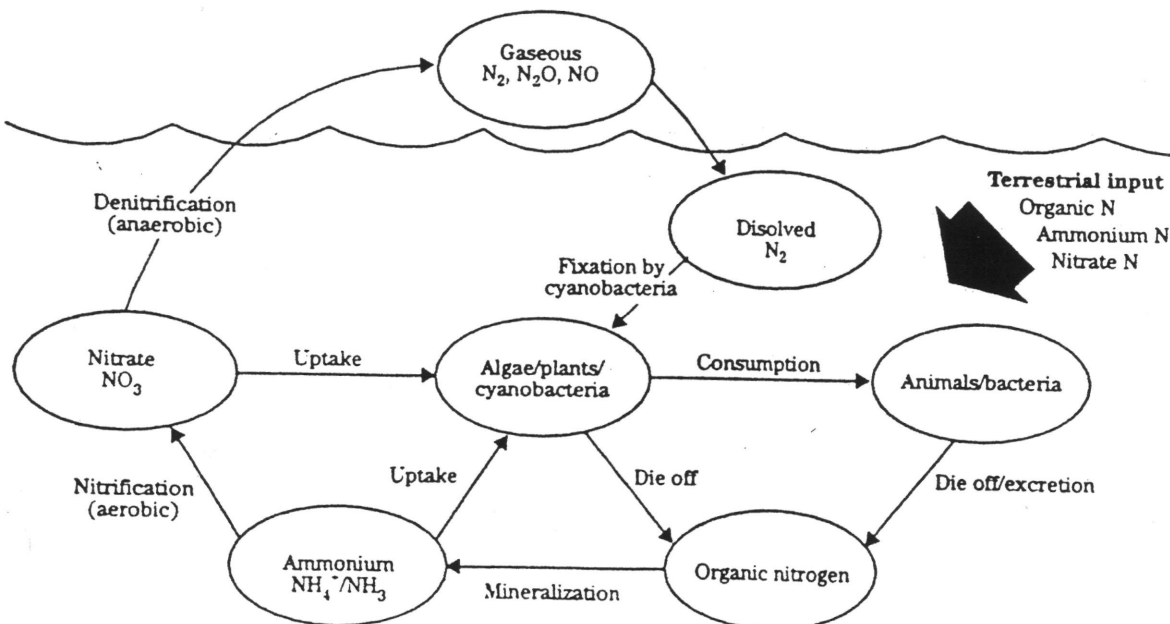 Gaseous
N₂, N₂O, NO
Denitrification
(anaerobic)
Disolved
N₂
Terrestrial input
Organic N
Ammonium N
Nitrate N
Fixation by
cyanobacteria
Nitrate
NO₃
Uptake
Algae/plants/
cyanobacteria
Consumption
Animals/bacteria
Nitrification
(aerobic)
Uptake
Die off
Die off/excretion
Ammonium
NH₄⁺/NH₃
Mineralization
Organic nitrogen